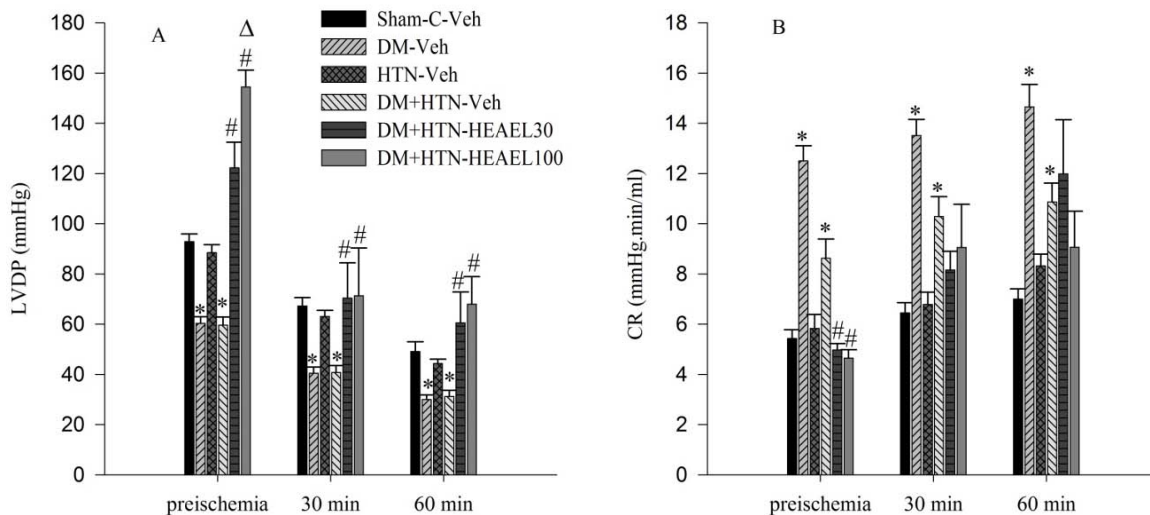 A
LVDP (mmHg)
180
160
140
120
100
80
60
40
20
0
Δ
#
#
* *
# #
* *
# #
* *
preischemia 30 min 60 min
Sham-C-Veh
DM-Veh
HTN-Veh
DM+HTN-Veh
DM+HTN-HEAEL30
DM+HTN-HEAEL100
B
CR (mmHg.min/ml)
18
16
14
12
10
8
6
4
2
0
* *
# #
* *
* *
preischemia 30 min 60 min